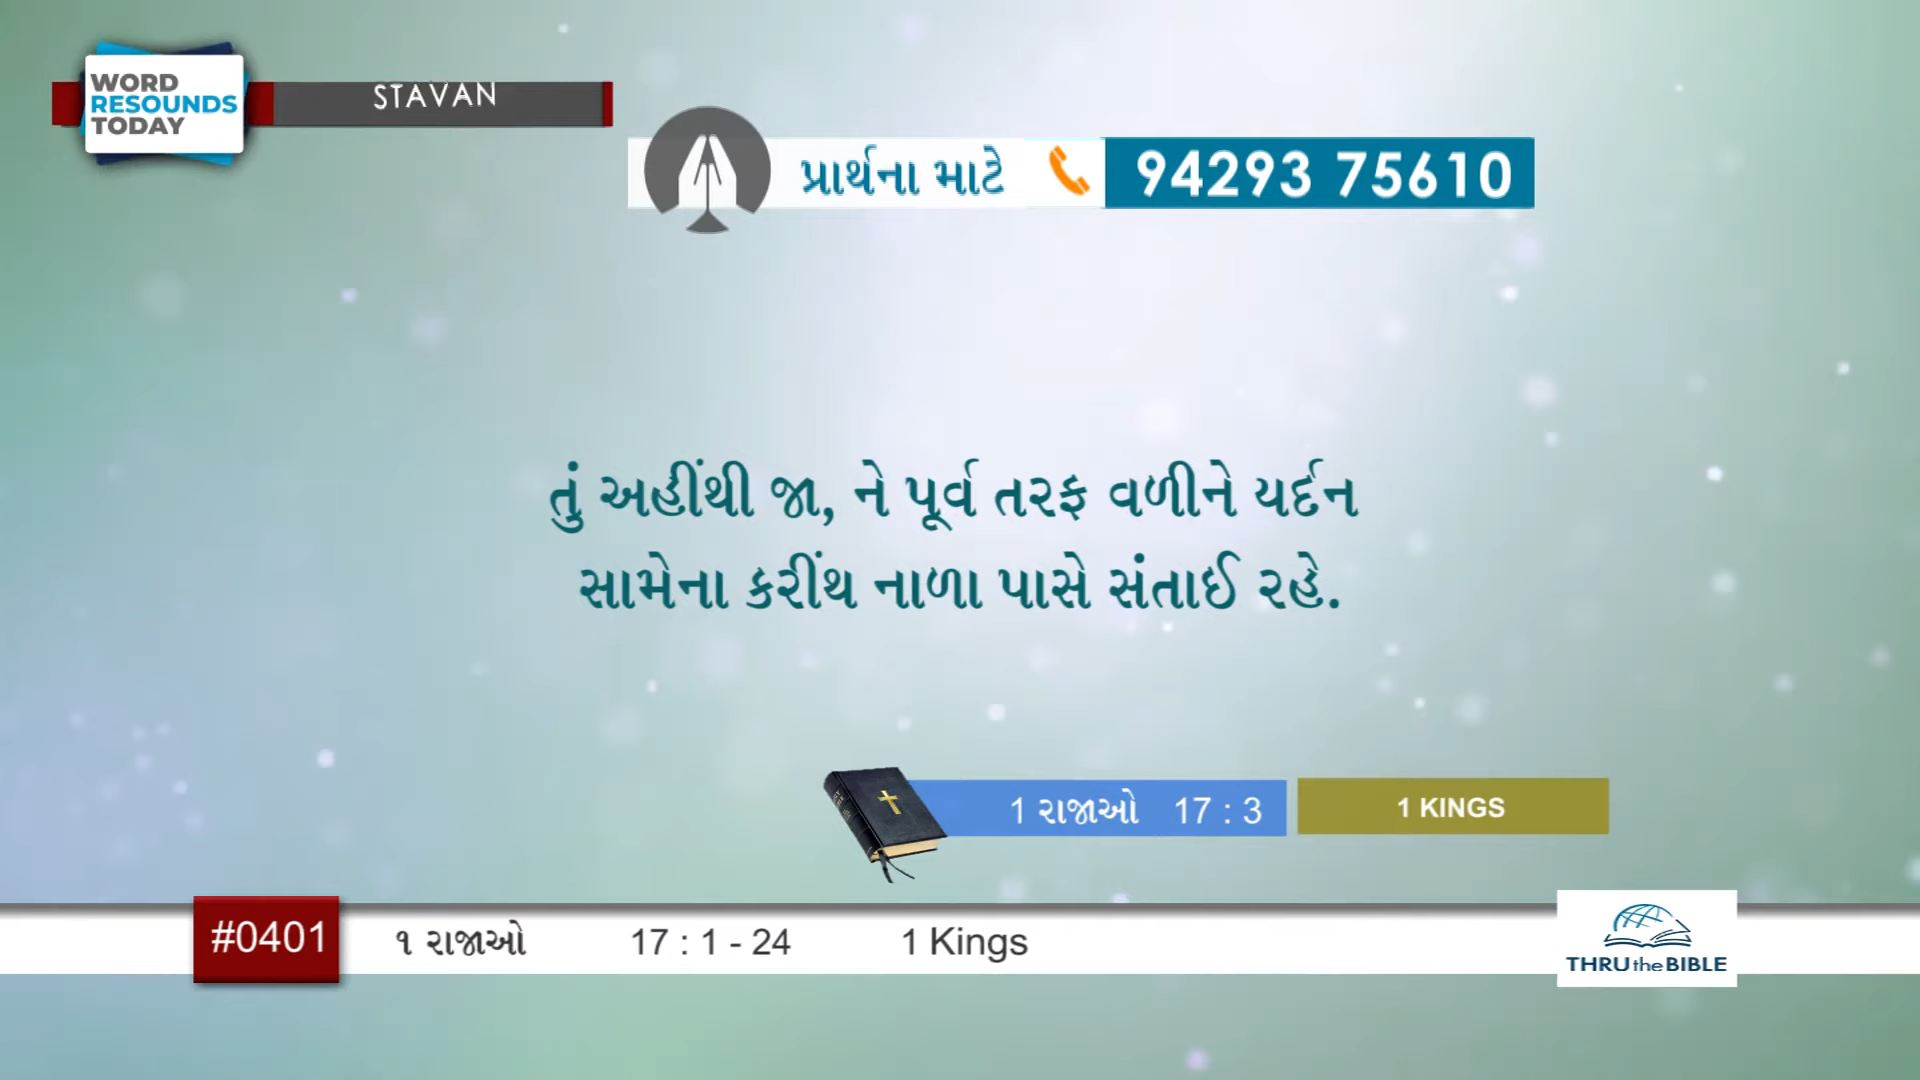 WORD
RESOUNDS
TODAY
STAVAN
પ્રાર્થના માટે
94293 75610
તું અહીંથી જા, ને પૂર્વ તરફ વળીને યર્દન
સામેના કરીંથ નાળા પાસે સંતાઈ રહે.
1 રાજાઓ 17 : 3
1 KINGS
#0401
૧ રાજાઓ 17 : 1 - 24 1 Kings
THRU the BIBLE